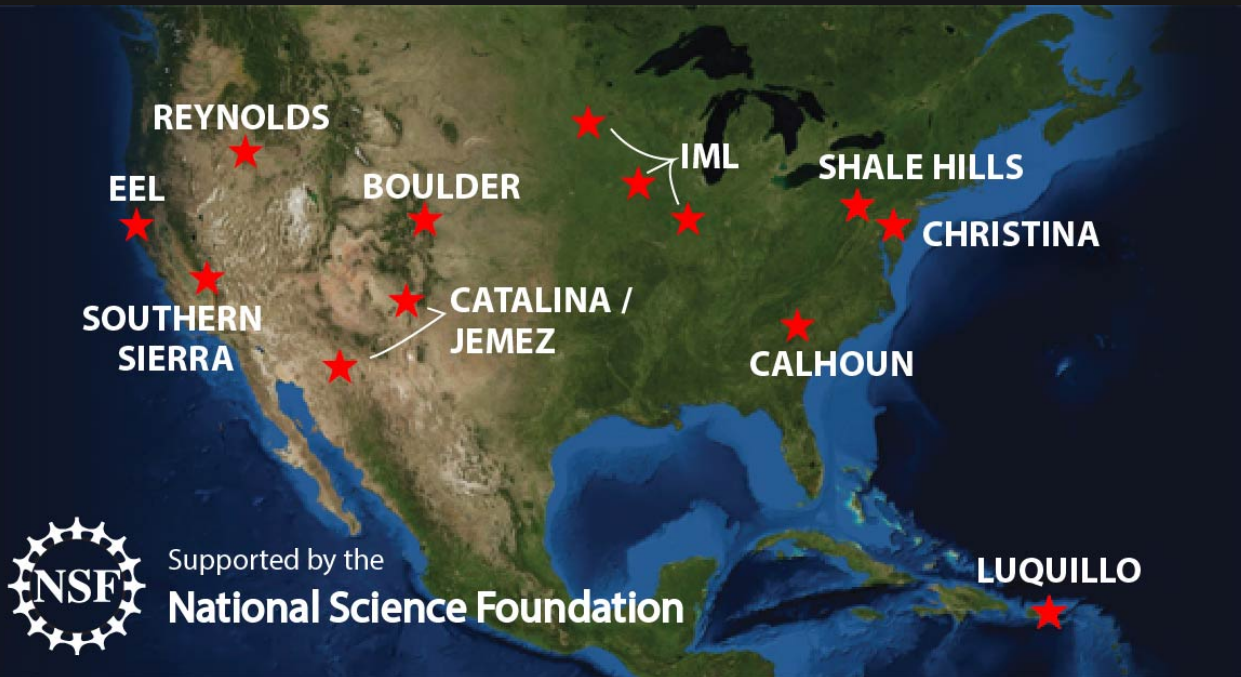 REYNOLDS
IML
SHALE HILLS
EEL
BOULDER
CHRISTINA
CATALINA /
JEMEZ
SOUTHERN
SIERRA
CALHOUN
LUQUILLO
NSF
Supported by the
National Science Foundation